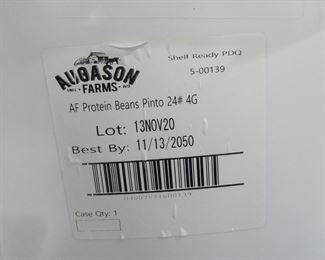 Shelf Ready PDQ
AUGASON
FARMS
5-00139
AF Protein Beans Pinto 24# 4G
Lot: 13NOV20
Best By: 11/13/2050
Case Qty: 1